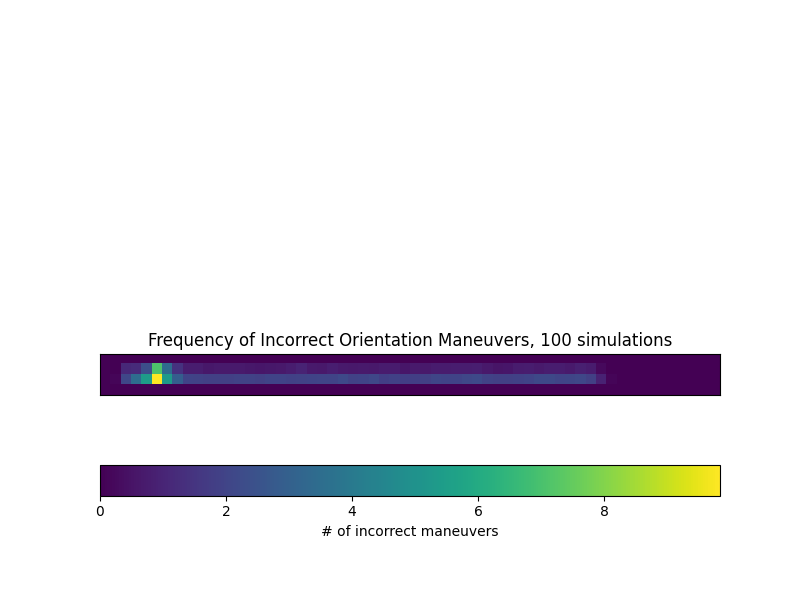 Frequency of Incorrect Orientation Maneuvers, 100 simulations
0 2 4 6 8
# of incorrect maneuvers